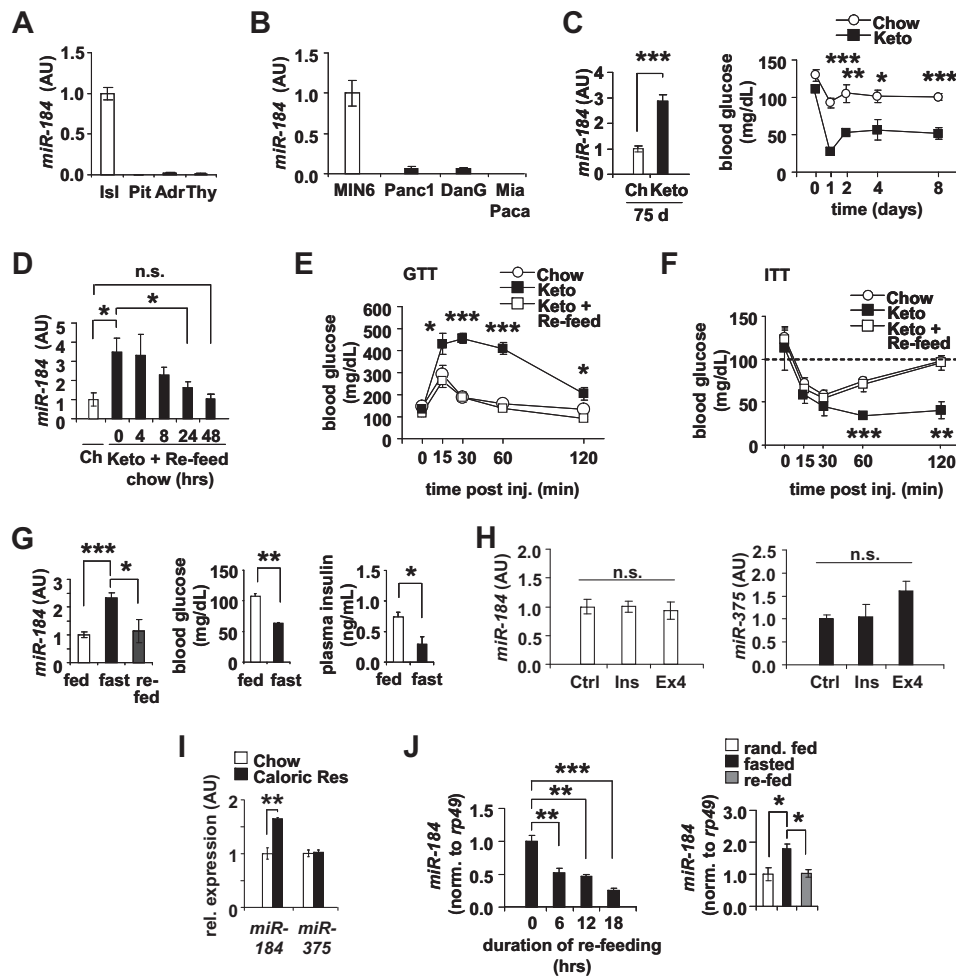 A
miR-184 (AU)
1.5
1.0
0.5
0.0
Isl Pit Adr Thy
B
miR-184 (AU)
1.5
1.0
0.5
0.0
MIN6 Panc1 DanG Mia
Paca
C
miR-184 (AU)
***
4
3
2
1
0
Ch Keto
75 d
Chow
Keto
blood glucose
(mg/dL)
150
100
50
0
***
**
*
***
0 1 2 4 8
time (days)
D
n.s.
*
*
miR-184 (AU)
5
4
3
2
1
0
0 4 8 24 48
Ch Keto + Re-feed
chow (hrs)
E
GTT
Chow
Keto
Keto +
Re-feed
blood glucose
(mg/dL)
600
500
400
300
200
100
0
* *** ***
*
0 15 30 60 120
time post inj. (min)
F
ITT
Chow
Keto
Keto +
Re-feed
blood glucose
(mg/dL)
150
100
50
0
*** **
0 15 30 60 120
time post inj. (min)
G
***
*
miR-184 (AU)
3
2
1
0
fed fast re-
fed
**
blood glucose
(mg/dL)
150
100
50
0
fed fast
*
plasma insulin
(ng/mL)
1.5
1.0
0.5
0.0
fed fast
H
miR-184 (AU)
2.0
1.5
1.0
0.5
0.0
n.s.
Ctrl Ins Ex4
miR-375 (AU)
2.5
2.0
1.5
1.0
0.5
0.0
n.s.
Ctrl Ins Ex4
I
Chow
Caloric Res
rel. expression (AU)
2
1
0
**
miR-
184
miR-
375
J
miR-184
(norm. to rp49)
1.5
1.0
0.5
0.0
***
**
**
0 6 12 18
duration of re-feeding
(hrs)
rand. fed
fasted
re-fed
miR-184
(norm. to rp49)
3.0
2.0
1.0
0.0
*
*